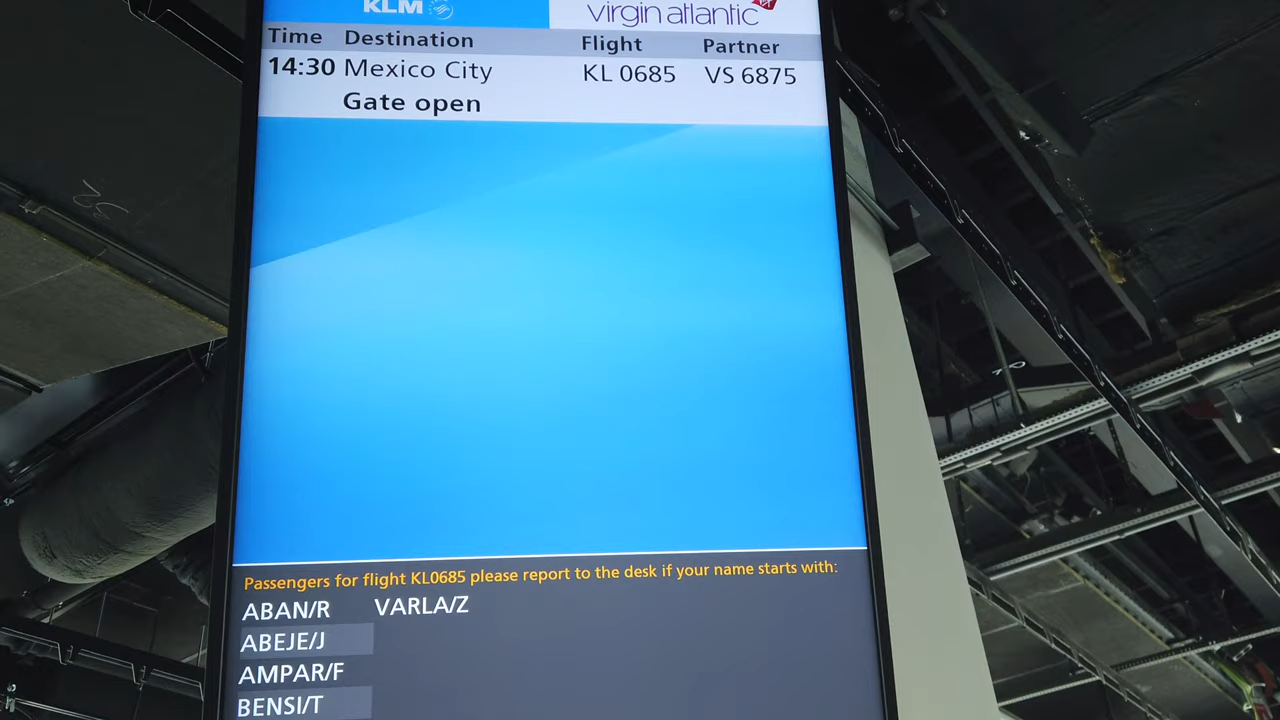 KLM virgin atlantic
Time Destination Flight Partner
14:30 Mexico City KL 0685 VS 6875
Gate open
Passengers for flight KL0685 please report to the desk if your name starts with:
ABAN/R VARLA/Z
ABEJE/J
AMPAR/F
BENSI/T
32